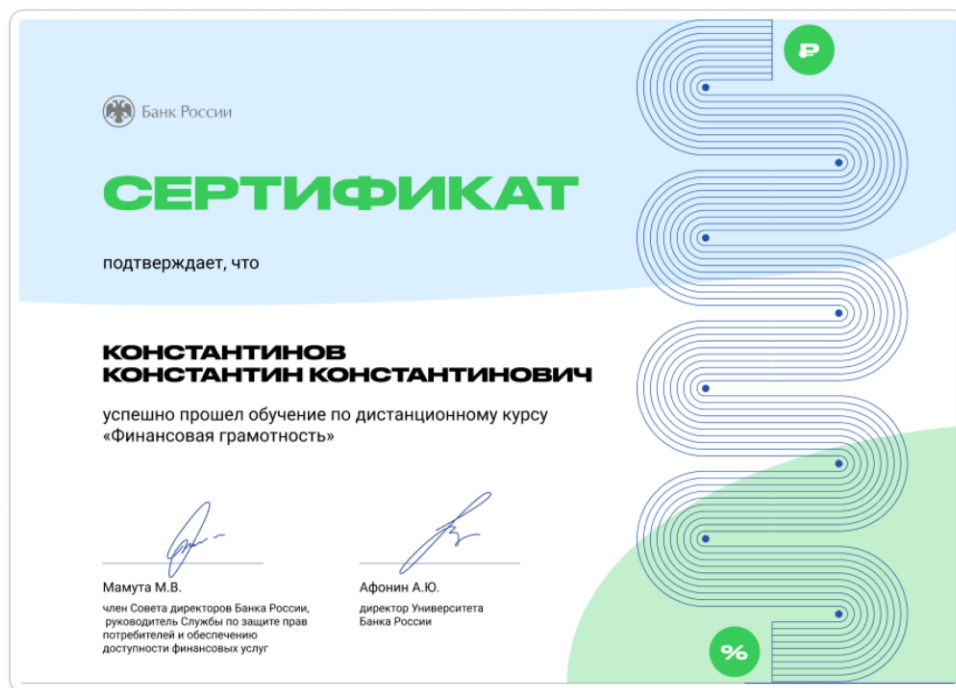 ₽
Банк России
СЕРТИФИКАТ
подтверждает, что
КОНСТАНТИНОВ
КОНСТАНТИН КОНСТАНТИНОВИЧ
успешно прошел обучение по дистанционному курсу
«Финансовая грамотность»
Мамута М.В.
член Совета директоров Банка России,
руководитель Службы по защите прав
потребителей и обеспечению
доступности финансовых услуг
Афонин А.Ю.
директор Университета
Банка России
%